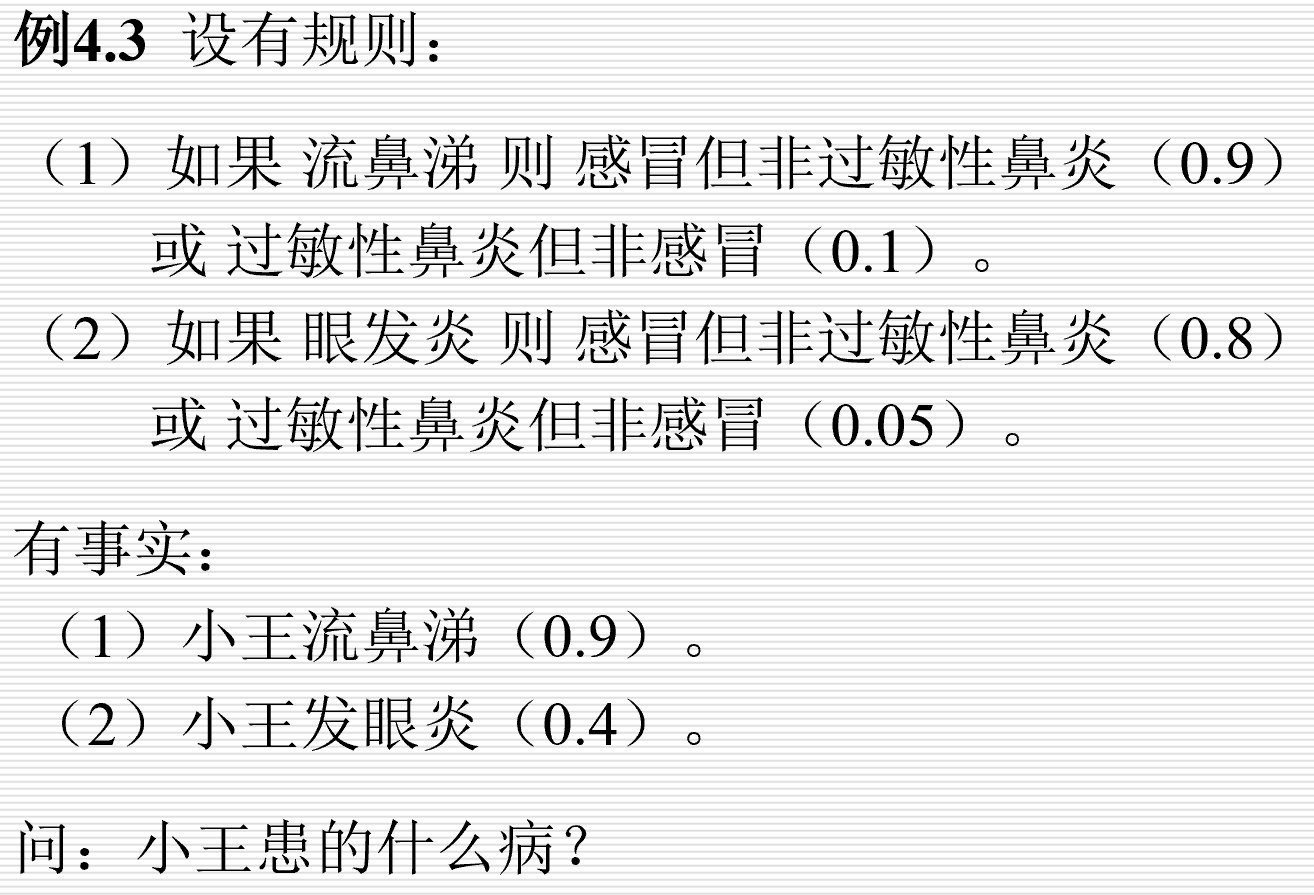 例4.3 设有规则：
（1）如果 流鼻涕 则 感冒但非过敏性鼻炎（0.9）
或 过敏性鼻炎但非感冒（0.1）。
（2）如果 眼发炎 则 感冒但非过敏性鼻炎（0.8）
或 过敏性鼻炎但非感冒（0.05）。
有事实：
（1）小王流鼻涕（0.9）。
（2）小王发眼炎（0.4）。
问：小王患的什么病？